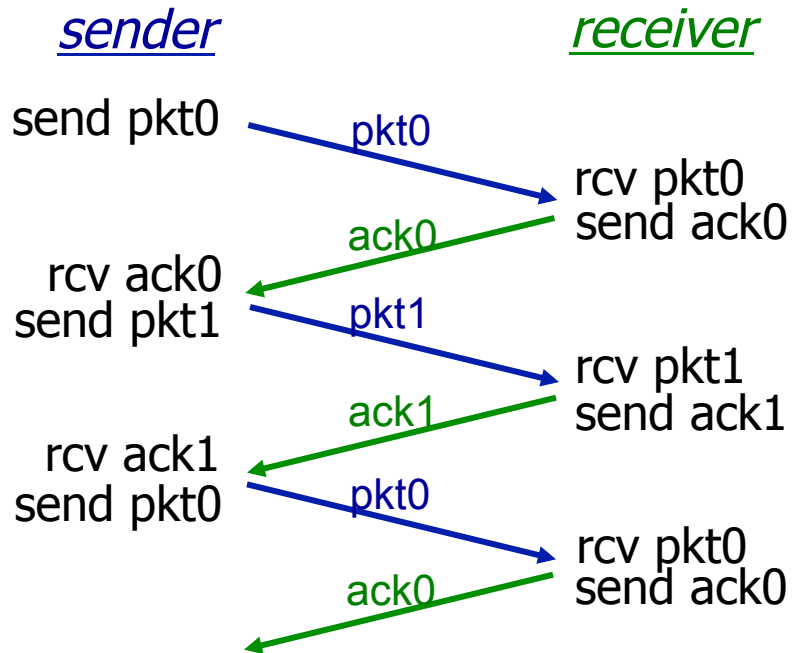 sender
receiver
send pkt0
pkt0
rcv pkt0
send ack0
ack0
rcv ack0
send pkt1
pkt1
rcv pkt1
send ack1
ack1
rcv ack1
send pkt0
pkt0
rcv pkt0
send ack0
ack0